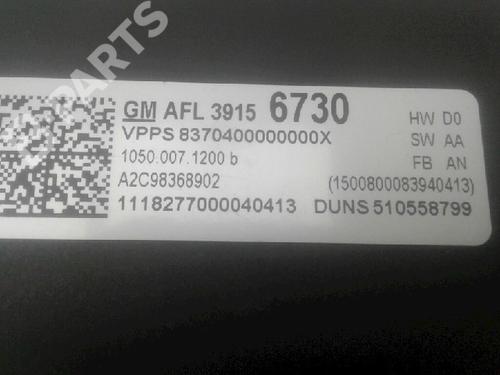 PARTS
GM AFL 3915 6730 HW D0
VPPS 8370400000000X SW AA
1050.007.1200 b FB AN
A2C98368902 (1500800083940413)
1118277000040413 DUNS 510558799